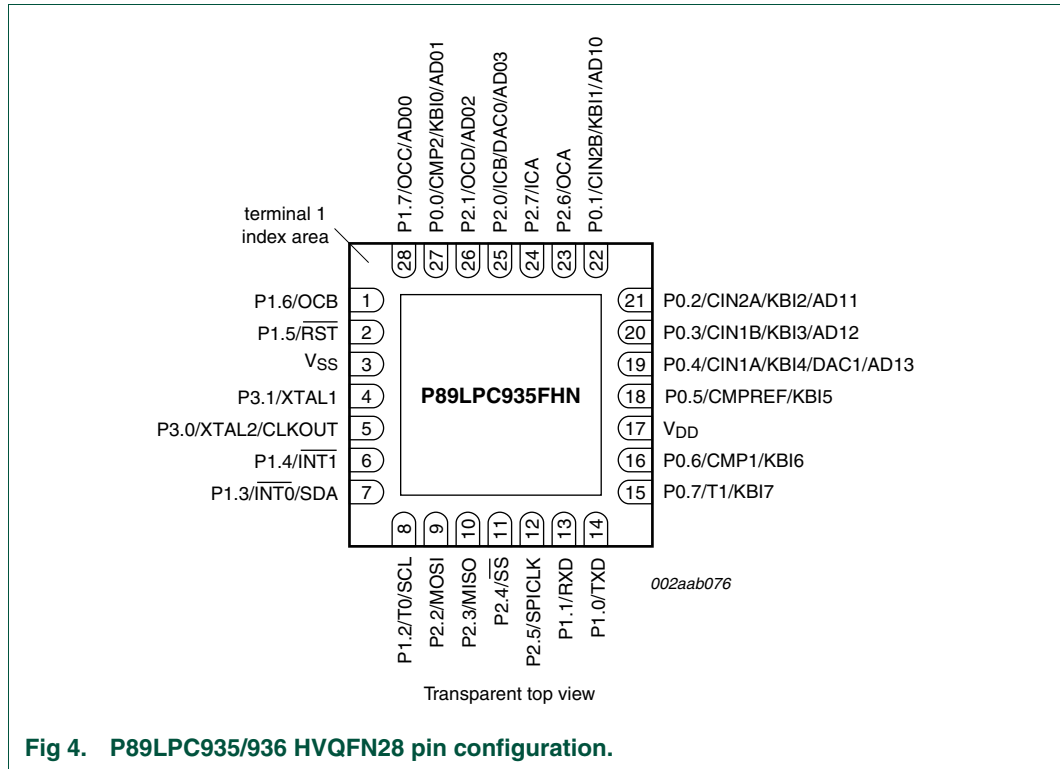 P1.7/OCC/AD00
P0.0/CMP2/KBI0/AD01
P2.1/OCD/AD02
P2.0/ICB/DAC0/AD03
P2.7/ICA
P2.6/OCA
P0.1/CIN2B/KBI1/AD10
terminal 1
index area
28
27
26
25
24
23
22
P1.6/OCB 1
P1.5/RST 2
VSS 3
P3.1/XTAL1 4
P3.0/XTAL2/CLKOUT 5
P1.4/INT1 6
P1.3/INT0/SDA 7
P89LPC935FHN
21 P0.2/CIN2A/KBI2/AD11
20 P0.3/CIN1B/KBI3/AD12
19 P0.4/CIN1A/KBI4/DAC1/AD13
18 P0.5/CMPREF/KBI5
17 VDD
16 P0.6/CMP1/KBI6
15 P0.7/T1/KBI7
8
9
10
11
12
13
14
P1.2/T0/SCL
P2.2/MOSI
P2.3/MISO
P2.4/SS
P2.5/SPICLK
P1.1/RXD
P1.0/TXD
002aab076
Transparent top view
Fig 4. P89LPC935/936 HVQFN28 pin configuration.